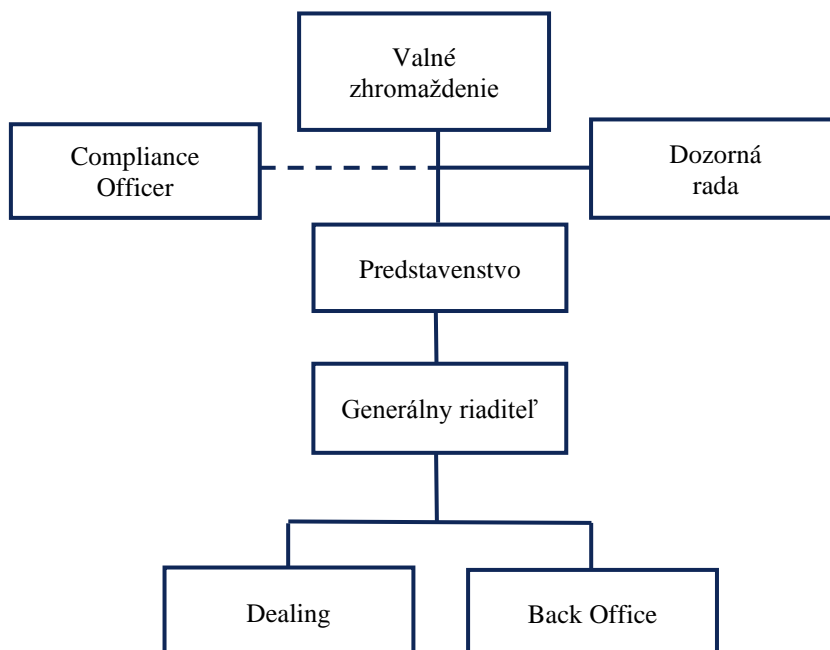 Valné
zhromaždenie
Compliance
Officer
Dozorná
rada
Predstavenstvo
Generálny riaditeľ
Dealing
Back Office